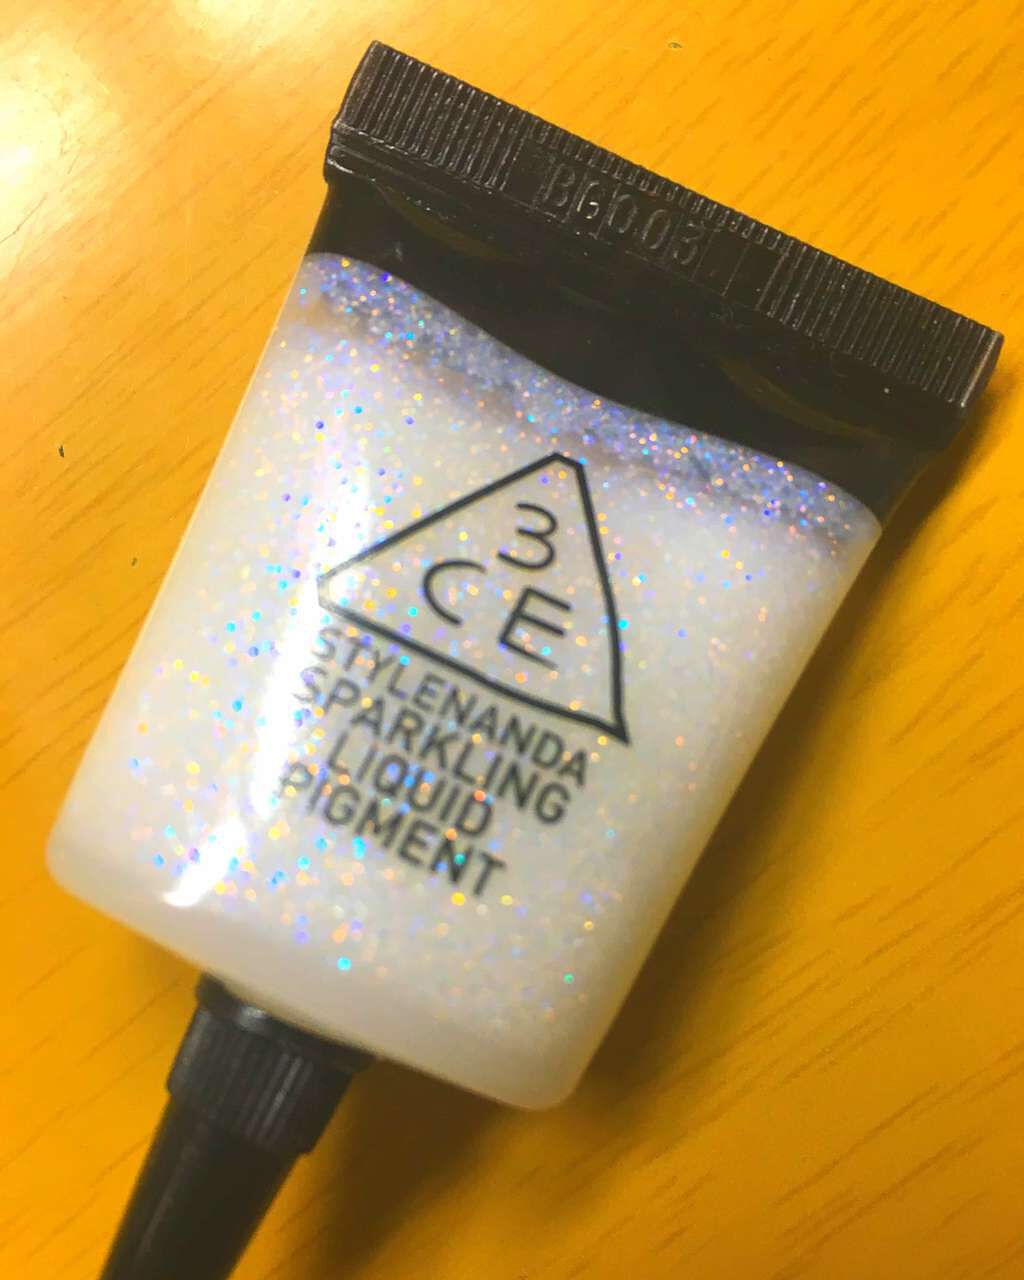 BG003
3
CE
STYLENANDA
SPARKLING
LIQUID
PIGMENT